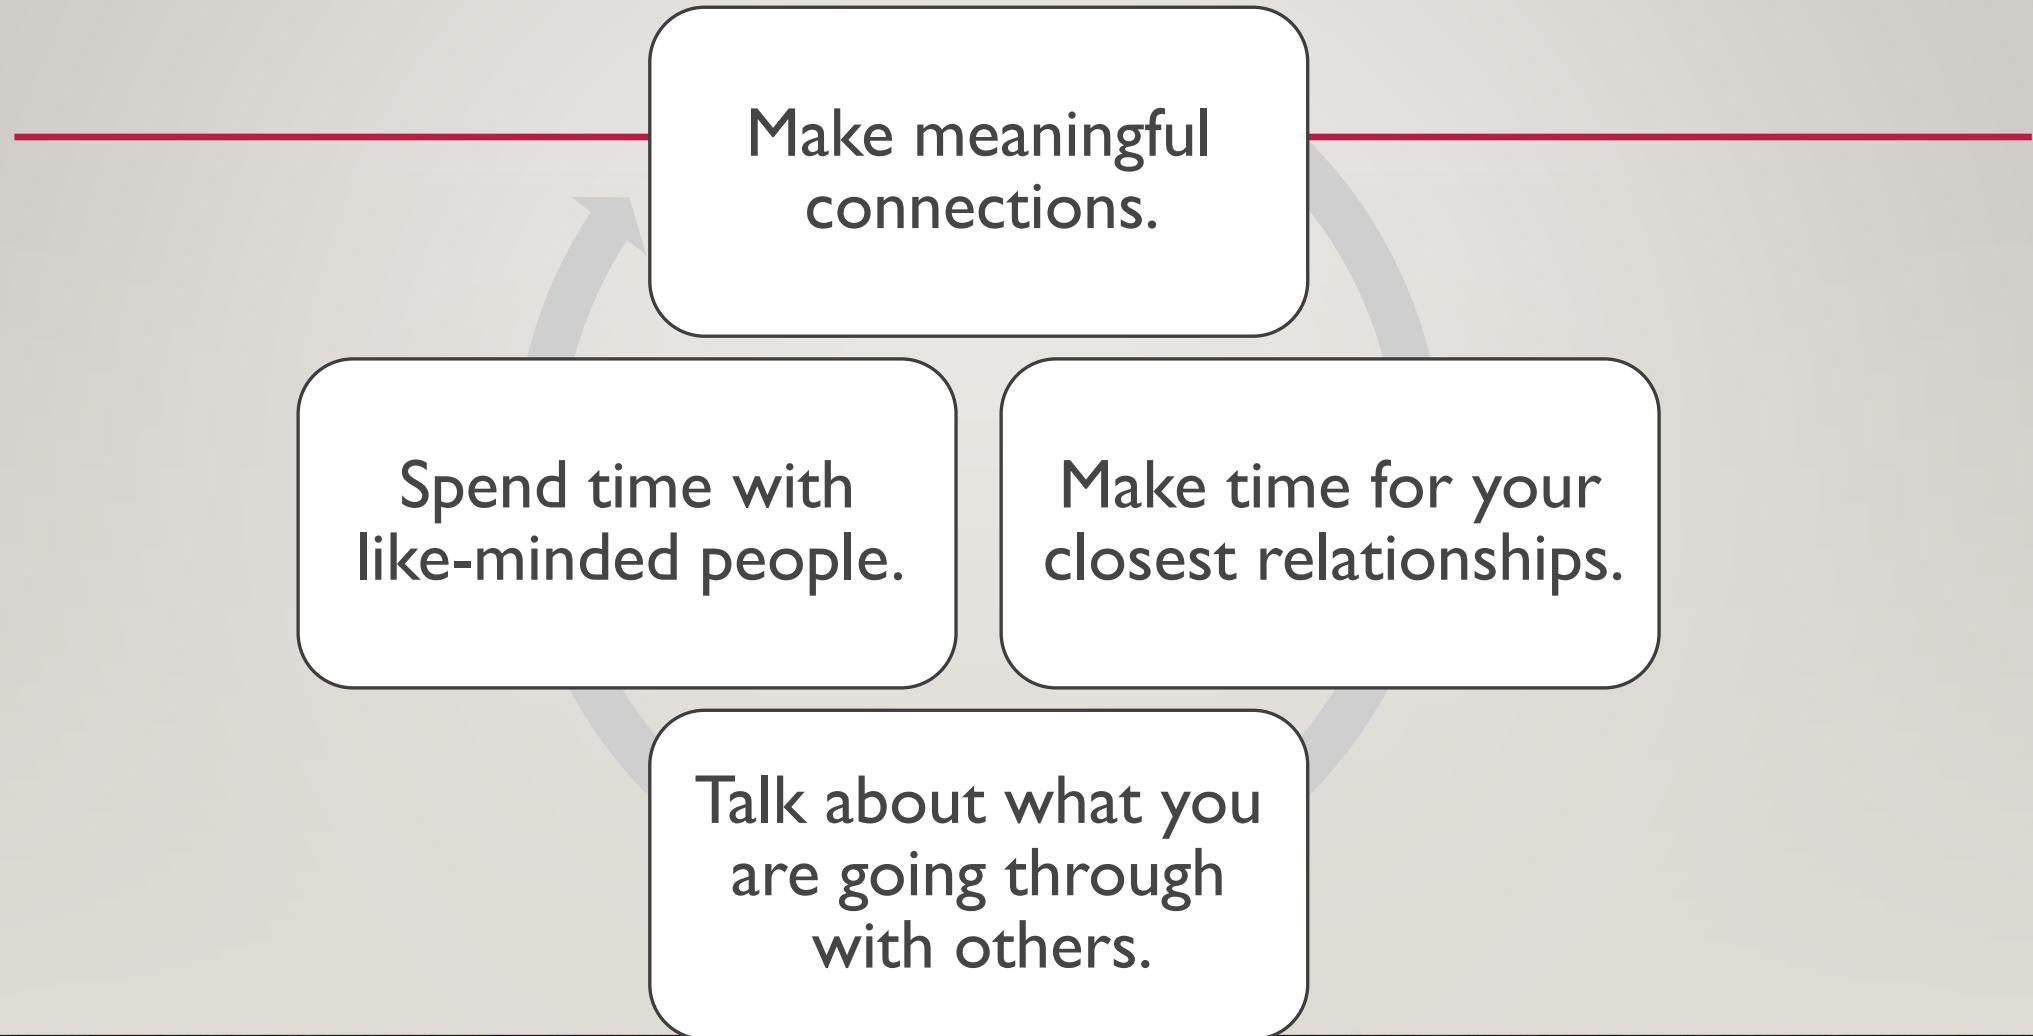 Make meaningful
connections.
Spend time with
like-minded people.
Make time for your
closest relationships.
Talk about what you
are going through
with others.